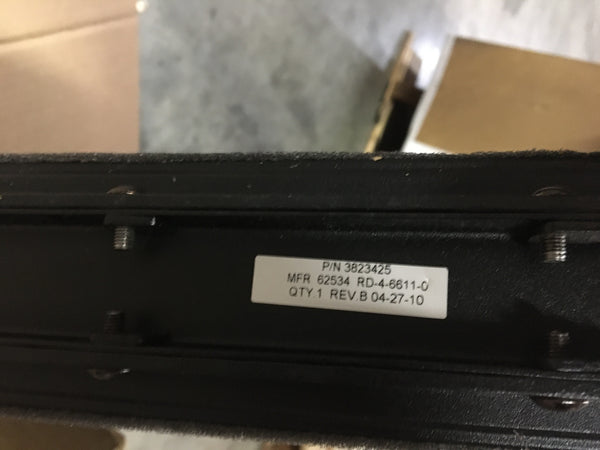 P/N 3823425
MFR 62534 RD-4-6611-0
QTY 1 REV.B 04-27-10